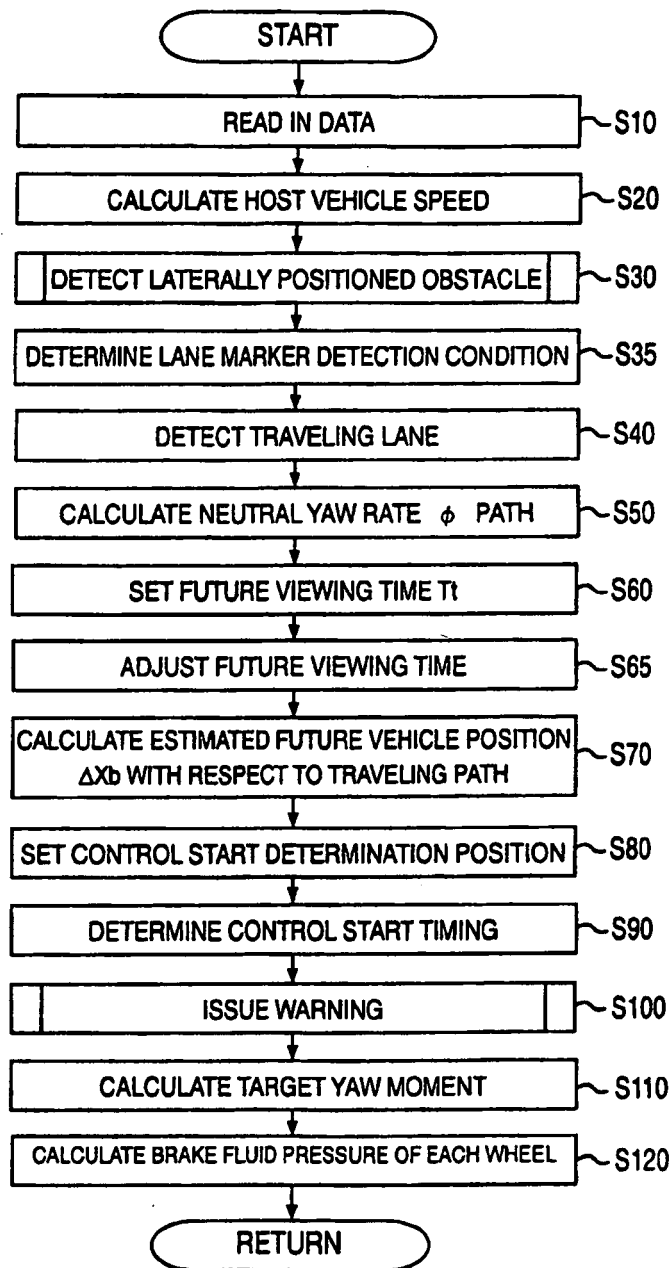 START
READ IN DATA
S10
CALCULATE HOST VEHICLE SPEED
S20
DETECT LATERALLY POSITIONED OBSTACLE
S30
DETERMINE LANE MARKER DETECTION CONDITION
S35
DETECT TRAVELING LANE
S40
CALCULATE NEUTRAL YAW RATE ϕ PATH
S50
SET FUTURE VIEWING TIME Tt
S60
ADJUST FUTURE VIEWING TIME
S65
CALCULATE ESTIMATED FUTURE VEHICLE POSITION
ΔXb WITH RESPECT TO TRAVELING PATH
S70
SET CONTROL START DETERMINATION POSITION
S80
DETERMINE CONTROL START TIMING
S90
ISSUE WARNING
S100
CALCULATE TARGET YAW MOMENT
S110
CALCULATE BRAKE FLUID PRESSURE OF EACH WHEEL
S120
RETURN